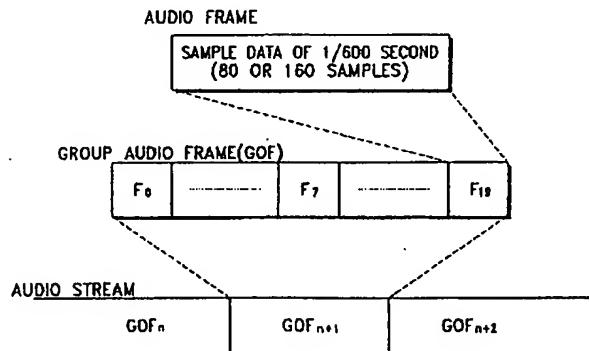 AUDIO FRAME
SAMPLE DATA OF 1/600 SECOND
(80 OR 160 SAMPLES)
GROUP AUDIO FRAME(GOF)
F₀ F₇ F₁₉
AUDIO STREAM
GOFₙ GOFₙ₊₁ GOFₙ₊₂